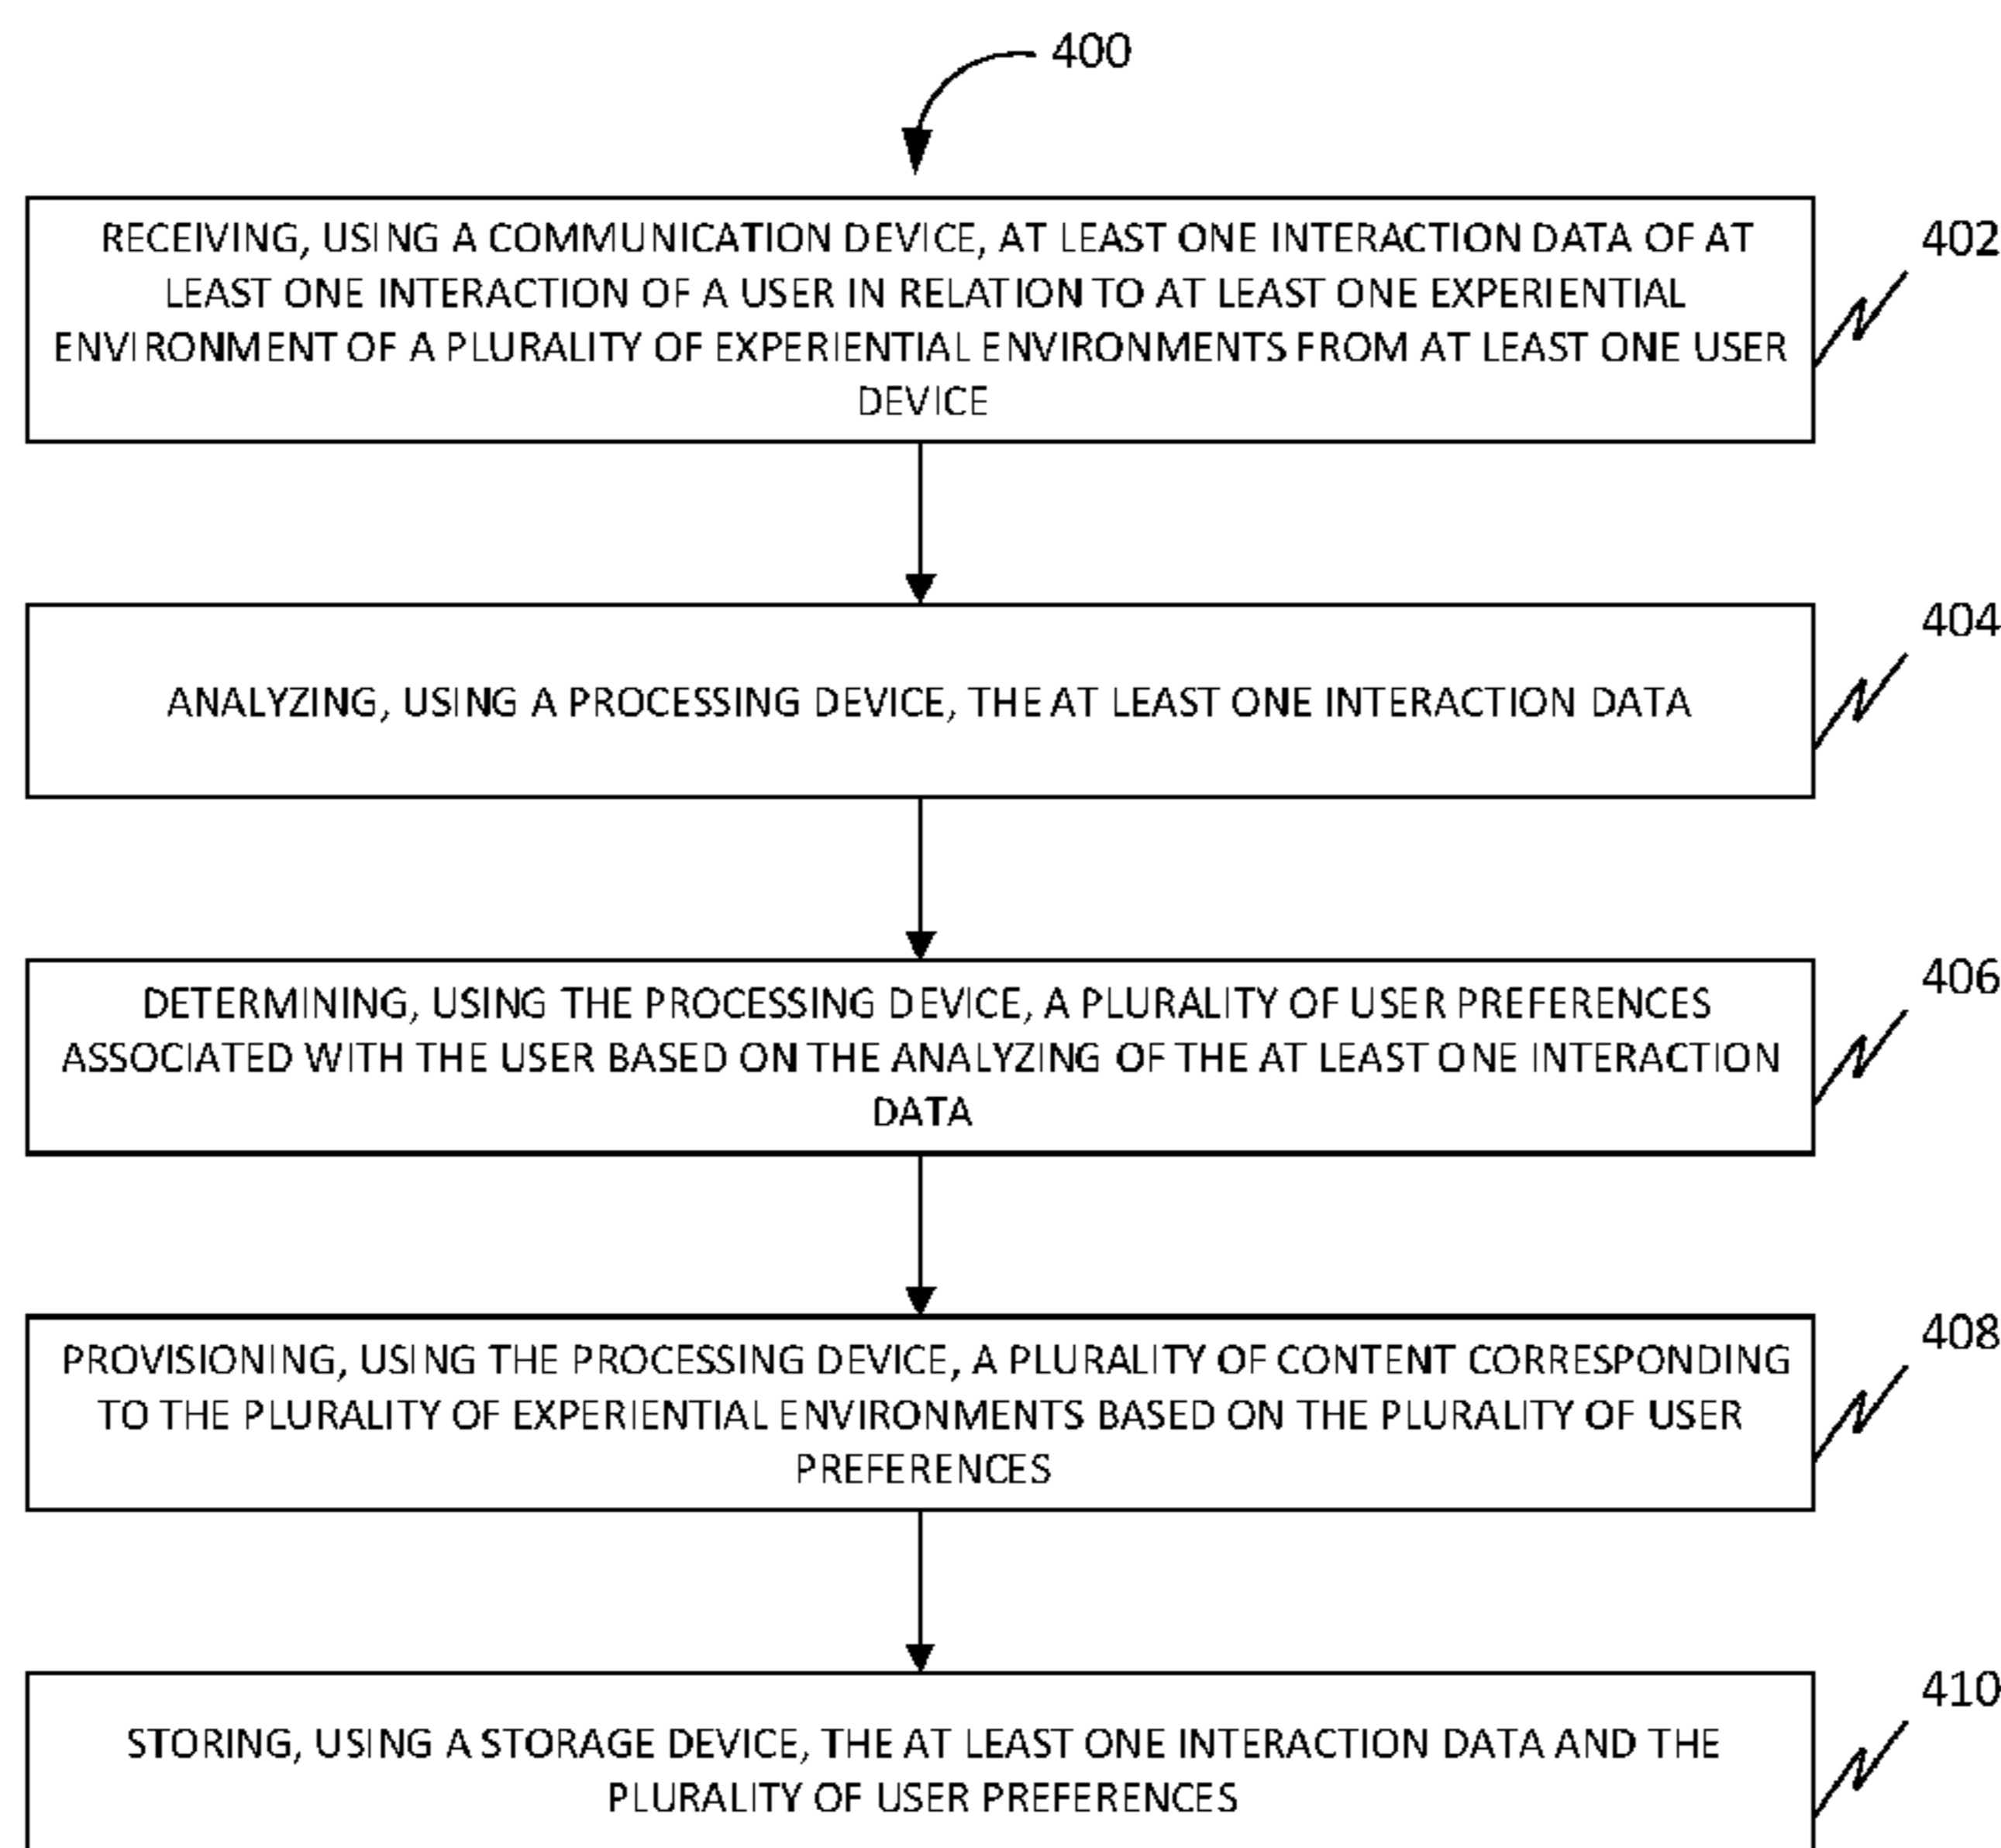 400
RECEIVING, USING A COMMUNICATION DEVICE, AT LEAST ONE INTERACTION DATA OF AT
LEAST ONE INTERACTION OF A USER IN RELATION TO AT LEAST ONE EXPERIENTIAL
ENVIRONMENT OF A PLURALITY OF EXPERIENTIAL ENVIRONMENTS FROM AT LEAST ONE USER
DEVICE
402
ANALYZING, USING A PROCESSING DEVICE, THE AT LEAST ONE INTERACTION DATA
404
DETERMINING, USING THE PROCESSING DEVICE, A PLURALITY OF USER PREFERENCES
ASSOCIATED WITH THE USER BASED ON THE ANALYZING OF THE AT LEAST ONE INTERACTION
DATA
406
PROVISIONING, USING THE PROCESSING DEVICE, A PLURALITY OF CONTENT CORRESPONDING
TO THE PLURALITY OF EXPERIENTIAL ENVIRONMENTS BASED ON THE PLURALITY OF USER
PREFERENCES
408
STORING, USING A STORAGE DEVICE, THE AT LEAST ONE INTERACTION DATA AND THE
PLURALITY OF USER PREFERENCES
410